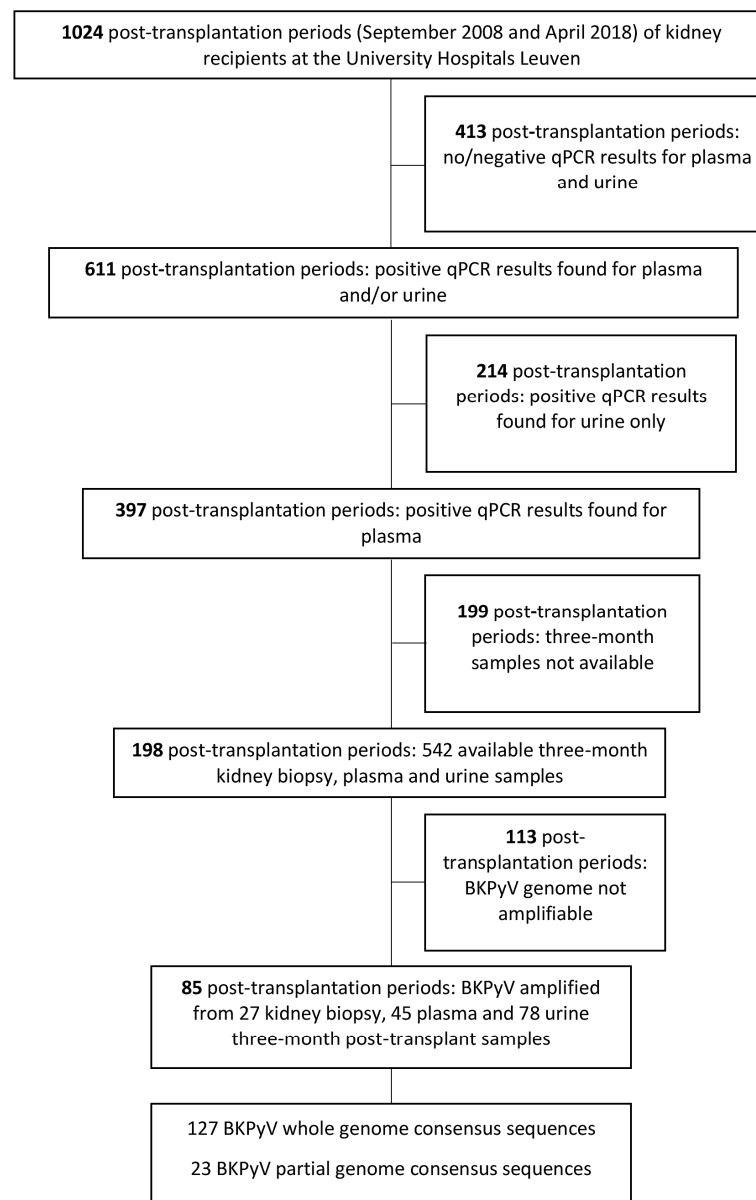 1024 post-transplantation periods (September 2008 and April 2018) of kidney
recipients at the University Hospitals Leuven
413 post-transplantation periods:
no/negative qPCR results for plasma
and urine
611 post-transplantation periods: positive qPCR results found for plasma
and/or urine
214 post-transplantation
periods: positive qPCR results
found for urine only
397 post-transplantation periods: positive qPCR results found for
plasma
199 post-transplantation
periods: three-month
samples not available
198 post-transplantation periods: 542 available three-month
kidney biopsy, plasma and urine samples
113 post-
transplantation periods:
BKPyV genome not
amplifiable
85 post-transplantation periods: BKPyV amplified
from 27 kidney biopsy, 45 plasma and 78 urine
three-month post-transplant samples
127 BKPyV whole genome consensus sequences
23 BKPyV partial genome consensus sequences